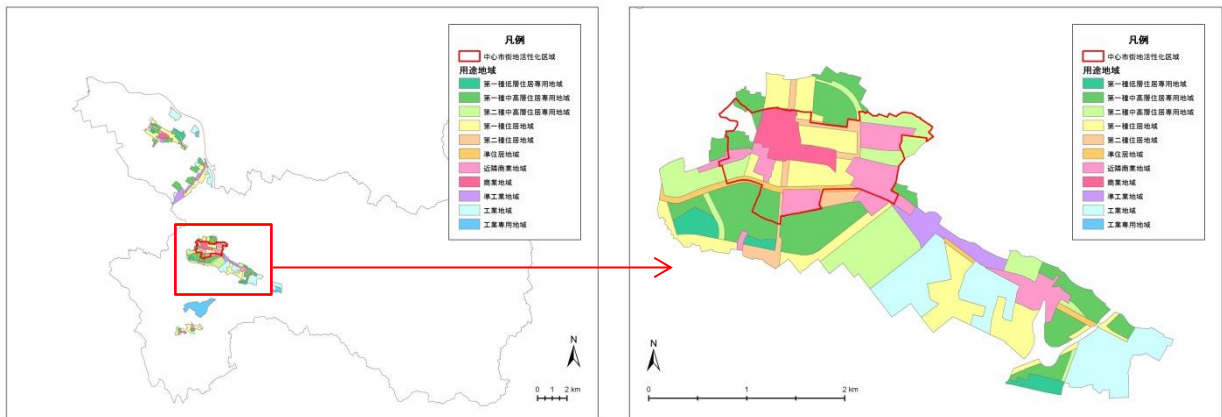 凡例
中心市街地活性化区域
用途地域
第一種低層住居専用地域
第一種中高層住居専用地域
第二種中高層住居専用地域
第一種住居地域
第二種住居地域
準住居地域
近隣商業地域
商業地域
準工業地域
工業地域
工業専用地域
N
0 1 2 km
凡例
中心市街地活性化区域
用途地域
第一種低層住居専用地域
第一種中高層住居専用地域
第二種中高層住居専用地域
第一種住居地域
第二種住居地域
準住居地域
近隣商業地域
商業地域
準工業地域
工業地域
工業専用地域
N
0 1 2 km